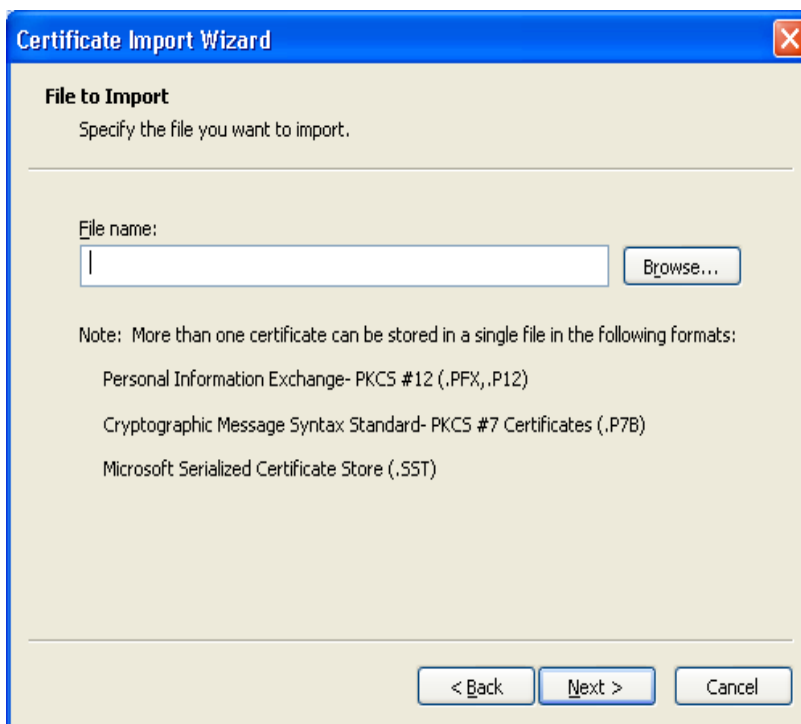 Certificate Import Wizard
File to Import
Specify the file you want to import.
File name:
Browse...
Note: More than one certificate can be stored in a single file in the following formats:
Personal Information Exchange- PKCS #12 (.PFX,.P12)
Cryptographic Message Syntax Standard- PKCS #7 Certificates (.P7B)
Microsoft Serialized Certificate Store (.SST)
< Back
Next >
Cancel